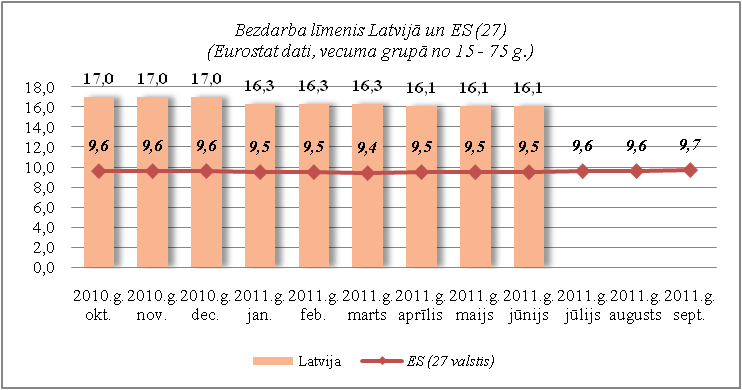 Bezdarba līmenis Latvijā un ES (27)
(Eurostat dati, vecuma grupā no 15 - 75 g.)
17,0 17,0 17,0 16,3 16,3 16,3 16,1 16,1 16,1
9,6 9,6 9,6 9,5 9,5 9,4 9,5 9,5 9,5 9,6 9,6 9,7
18,0
16,0
14,0
12,0
10,0
8,0
6,0
4,0
2,0
0,0
2010.g. 2010.g. 2010.g. 2011.g. 2011.g. 2011.g. 2011.g. 2011.g. 2011.g. 2011.g. 2011.g. 2011.g.
okt. nov. dec. jan. feb. marts aprīlis maijs jūnijs jūlijs augusts sept.
Latvija ES (27 valstis)